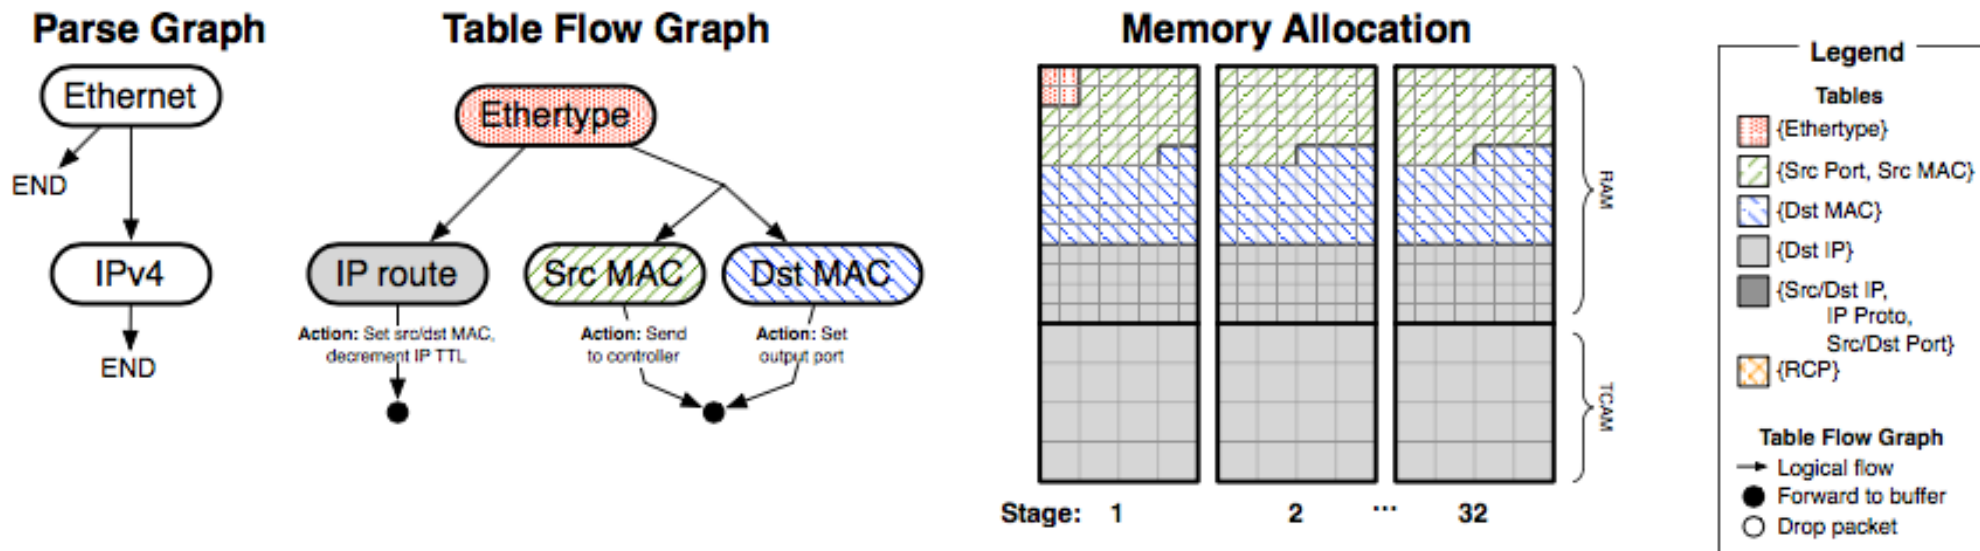 Parse Graph
Ethernet
END
IPv4
END
Table Flow Graph
Ethertype
IP route
Src MAC
Dst MAC
Action: Set src/dst MAC,
decrement IP TTL
Action: Send
to controller
Action: Set
output port
Memory Allocation
RAM
TCAM
Stage: 1 2 ... 32
Legend
Tables
{Ethertype}
{Src Port, Src MAC}
{Dst MAC}
{Dst IP}
{Src/Dst IP,
IP Proto,
Src/Dst Port}
{RCP}
Table Flow Graph
Logical flow
Forward to buffer
Drop packet